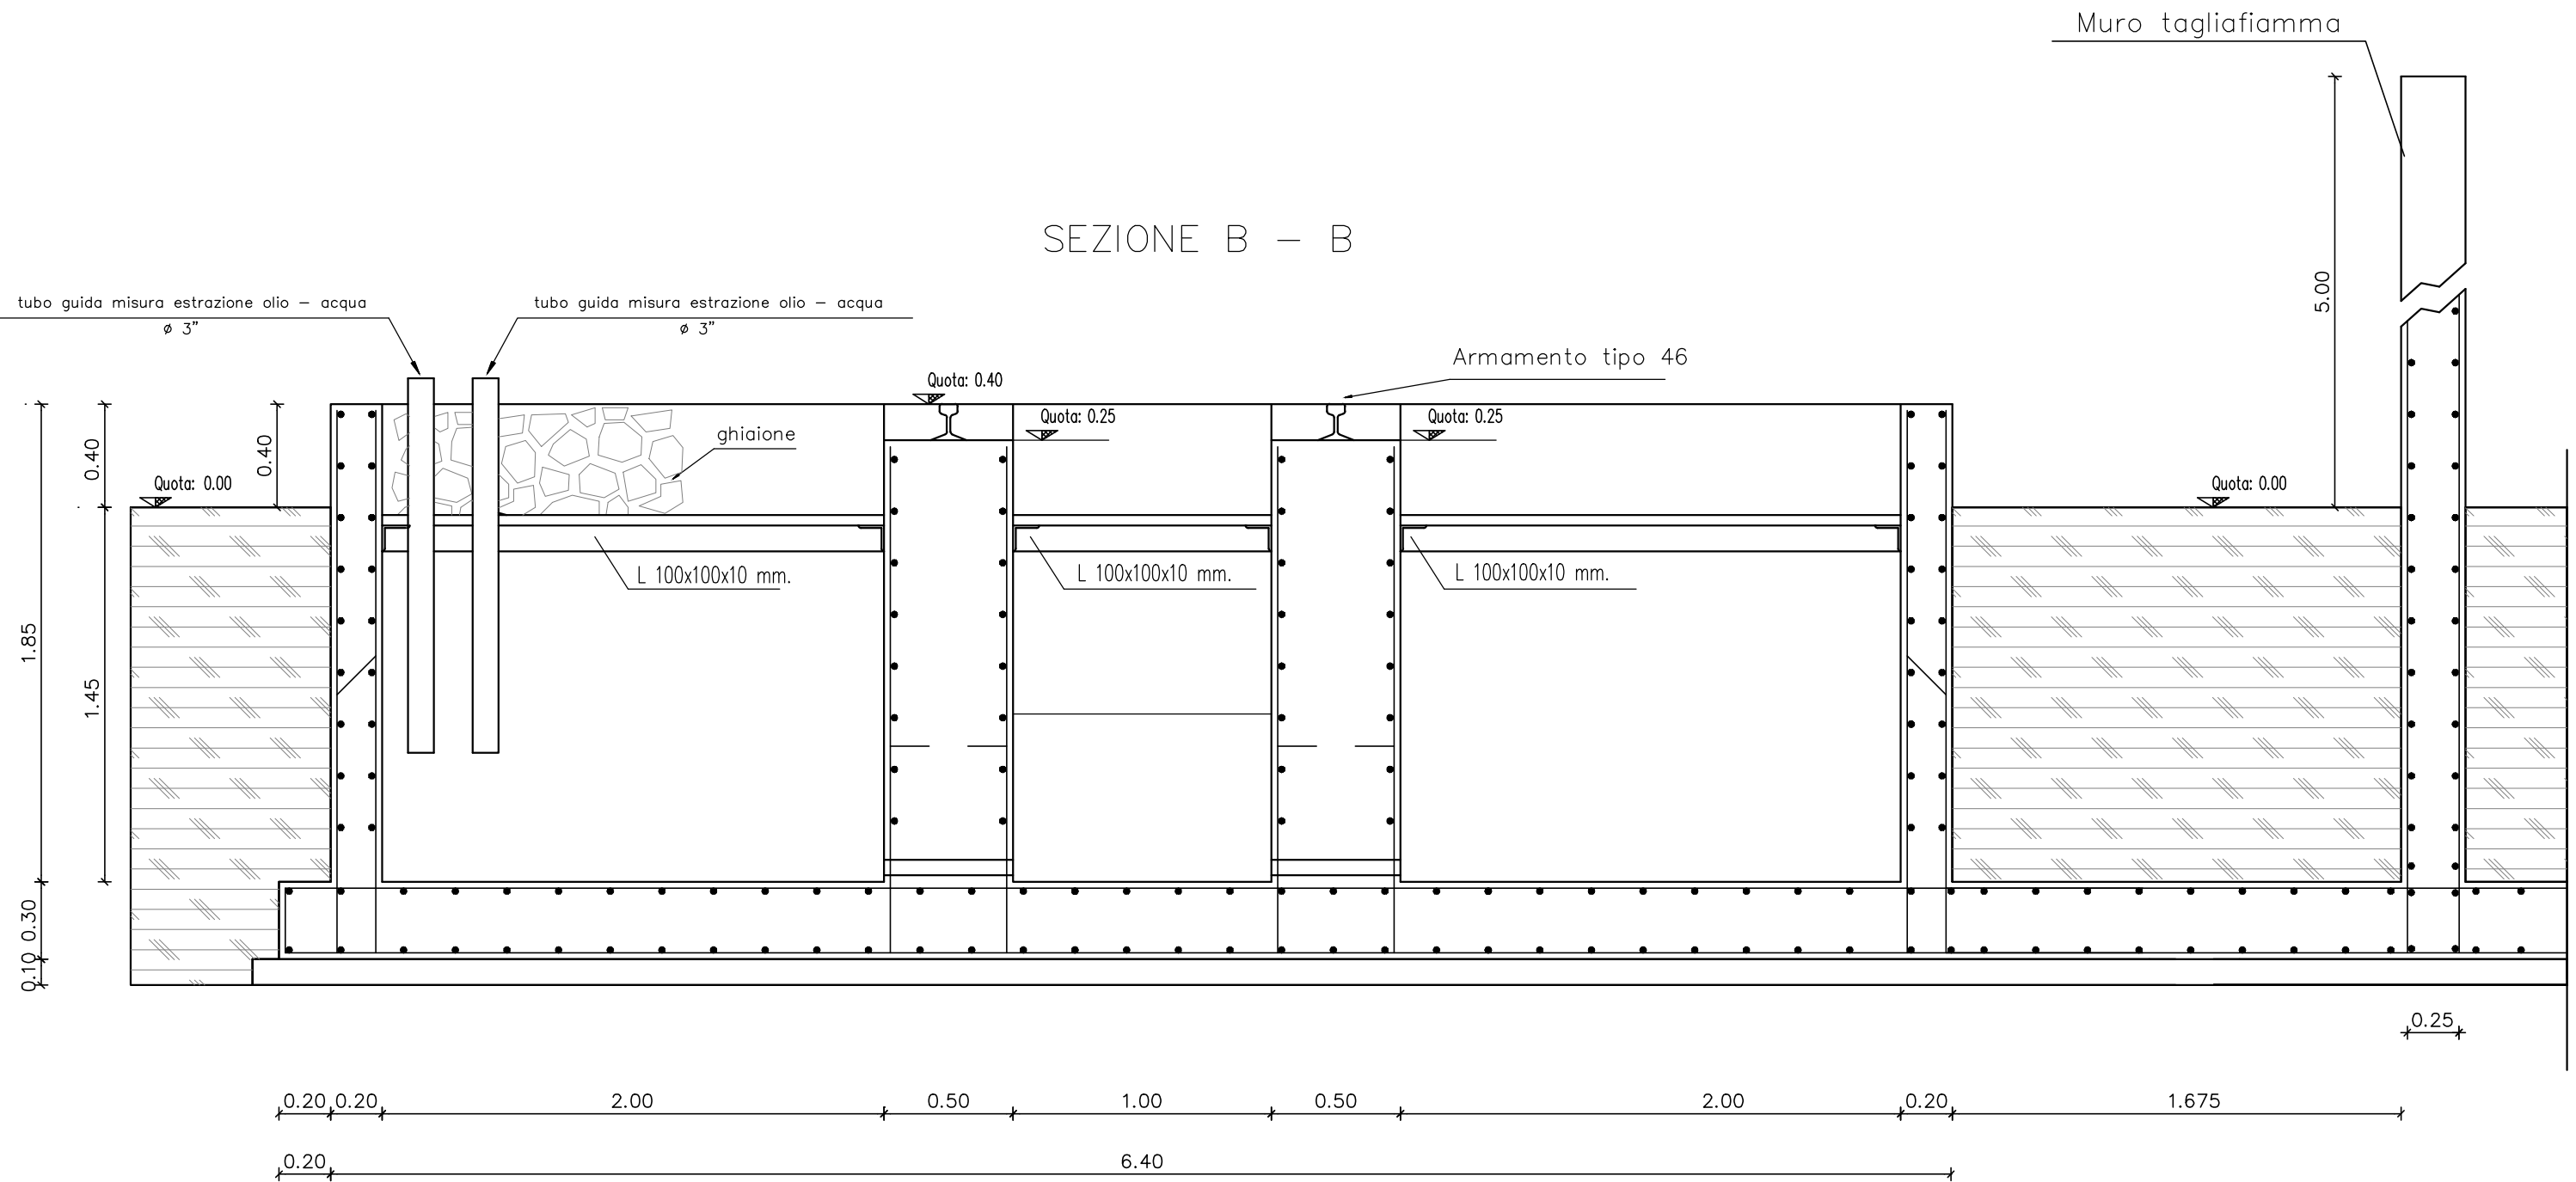 Muro tagliafiamma
SEZIONE B – B
5.00
tubo guida misura estrazione olio – acqua
ø 3"
tubo guida misura estrazione olio – acqua
ø 3"
Armamento tipo 46
Quota: 0.40
Quota: 0.25
Quota: 0.25
ghiaione
0.40
0.40
Quota: 0.00
Quota: 0.00
L 100x100x10 mm.
L 100x100x10 mm.
L 100x100x10 mm.
1.85
1.45
0.30
0.10
0.25
0.20
0.20
2.00
0.50
1.00
0.50
2.00
0.20
1.675
0.20
6.40